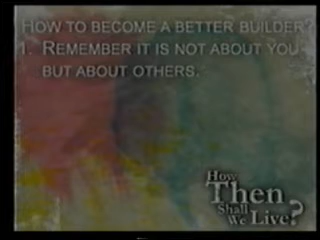 HOW TO BECOME A BETTER BUILDER?
1. REMEMBER IT IS NOT ABOUT YOU
BUT ABOUT OTHERS.
How
Then
Shall
We Live?